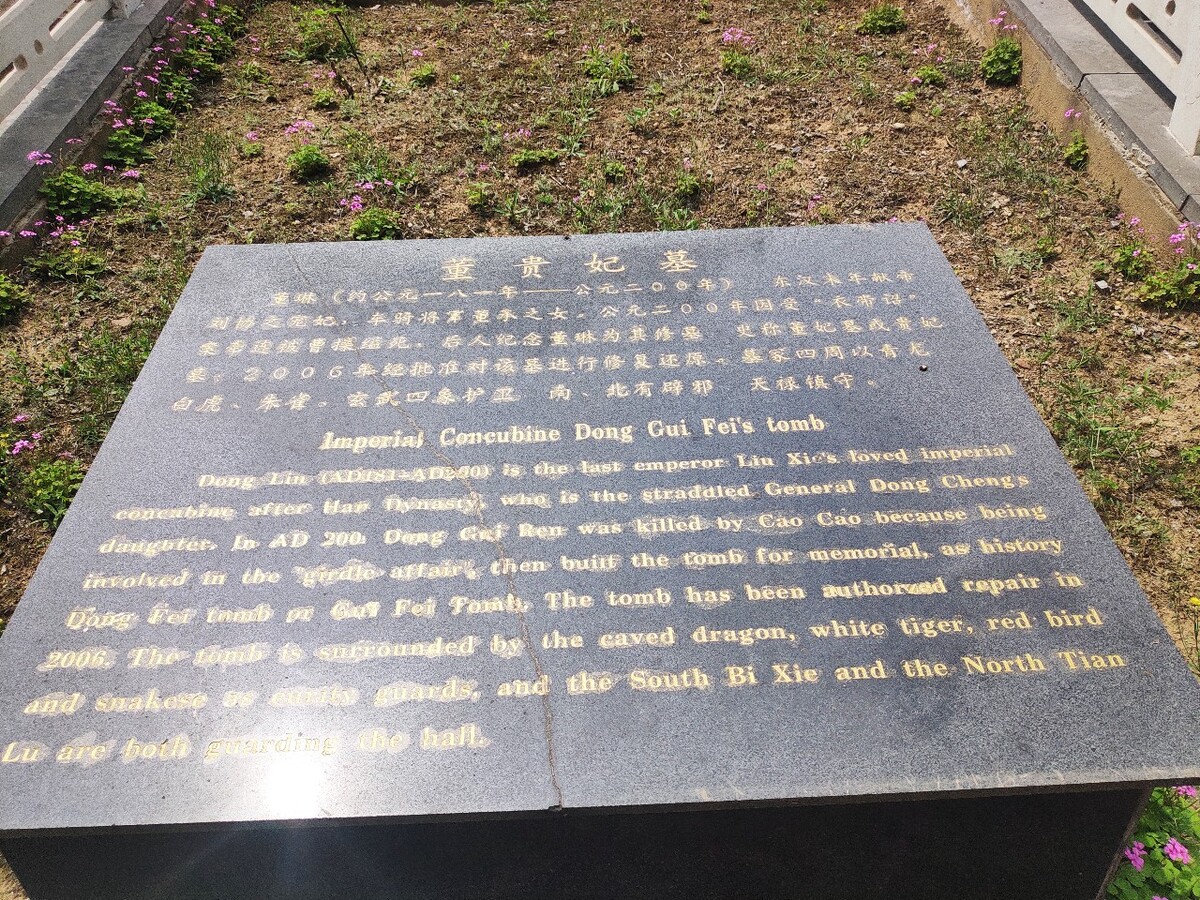 董贵妃墓
董琳（约公元一八一年——公元二00年） 东汉末年献帝
刘协之宠妃，车骑将军董承之女。公元二00年因受“衣带诏”
案牵连被曹操缢死，后人纪念董琳为其修墓 史称董妃墓或贵妃
墓，2006年经批准对该墓进行修复还原。墓冢四周以青龙
白虎、朱雀、玄武四象护卫 南、北有辟邪 天禄镇守。
Imperial Concubine Dong Gui Fei's tomb
Dong Lin (AD181-AD200) is the last emperor Liu Xie's loved imperial
concubine after Han Dynasty, who is the straddled General Dong Cheng's
daughter. In AD 200, Dong Gui Ren was killed by Cao Cao because being
involved in the "girdle affair", then built the tomb for memorial, as history
Dong Fei tomb or Gui Fei Tomb. The tomb has been authorzed repair in
2006. The tomb is surrounded by the caved dragon, white tiger, red bird
and snakese as entity guards, and the South Bi Xie and the North Tian
Lu are both guarding the hall.